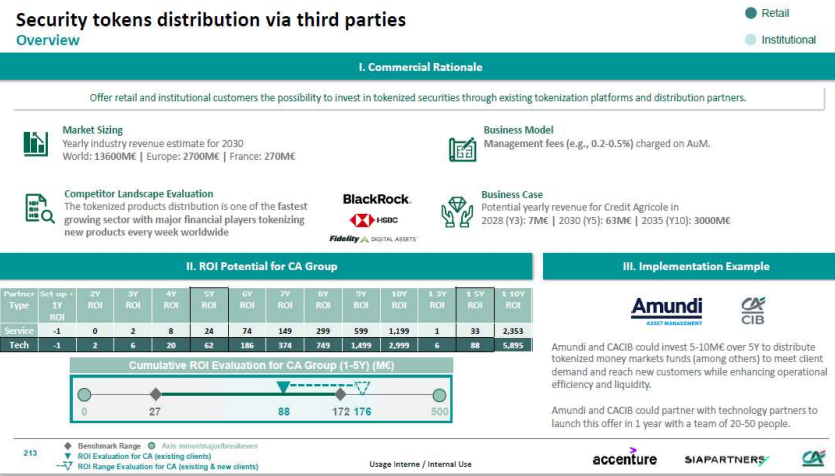 Security tokens distribution via third parties
Overview
Retail
Institutional
I. Commercial Rationale
Offer retail and institutional customers the possibility to invest in tokenized securities through existing tokenization platforms and distribution partners.
Market Sizing
Yearly industry revenue estimate for 2030
World: 13600M€ | Europe: 2700M€ | France: 270M€
Business Model
Management fees (e.g., 0.2-0.5%) charged on AuM.
Competitor Landscape Evaluation
The tokenized products distribution is one of the fastest
growing sector with major financial players tokenizing
new products every week worldwide
BlackRock.
HSBC
Fidelity DIGITAL ASSETS
Business Case
Potential yearly revenue for Credit Agricole in
2028 (Y3): 7M€ | 2030 (Y5): 63M€ | 2035 (Y10): 3000M€
II. ROI Potential for CA Group
Partner Set up + 2Y 3Y 4Y 5Y 6Y 7Y 8Y 9Y 10Y 1 3Y 1 5Y 1 10Y
Type 1Y ROI ROI ROI ROI ROI ROI ROI ROI ROI ROI ROI ROI
ROI
Service -1 0 2 8 24 74 149 299 599 1,199 1 33 2,353
Tech -1 2 6 20 62 186 374 749 1,499 2,999 6 88 5,895
Cumulative ROI Evaluation for CA Group (1-5Y) (M€)
0 27 88 172 176 500
III. Implementation Example
Amundi
ASSET MANAGEMENT
CIB
Amundi and CACIB could invest 5-10M€ over 5Y to distribute
tokenized money markets funds (among others) to meet client
demand and reach new customers while enhancing operational
efficiency and liquidity.
Amundi and CACIB could partner with technology partners to
launch this offer in 1 year with a team of 20-50 people.
213
Benchmark Range Axis minor/major/breakeven
ROI Evaluation for CA (existing clients)
ROI Range Evaluation for CA (existing & new clients)
Usage Interne / Internal Use
accenture
SIAPARTNERS